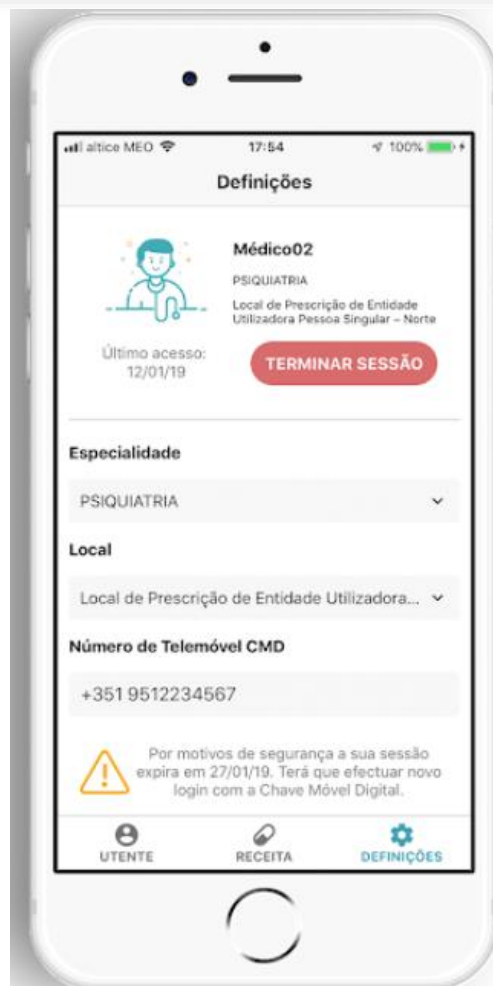 altice MEO 17:54 100%
Definições
Médico02
PSIQUIATRIA
Local de Prescrição de Entidade
Utilizadora Pessoa Singular – Norte
Último acesso:
12/01/19
TERMINAR SESSÃO
Especialidade
PSIQUIATRIA
Local
Local de Prescrição de Entidade Utilizadora...
Número de Telemóvel CMD
+351 9512234567
Por motivos de segurança a sua sessão
expira em 27/01/19. Terá que efectuar novo
login com a Chave Móvel Digital.
UTENTE RECEITA DEFINIÇÕES